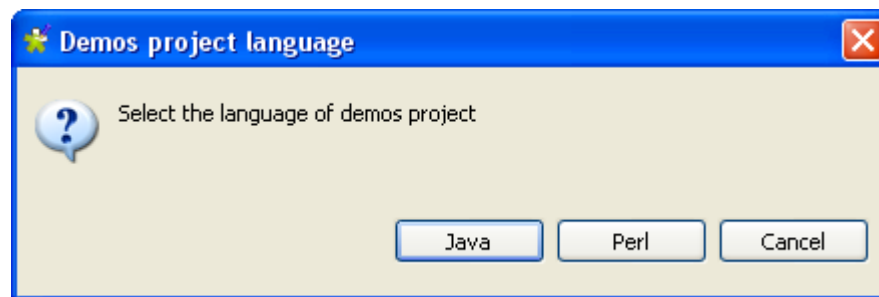 Demos project language
Select the language of demos project
Java Perl Cancel